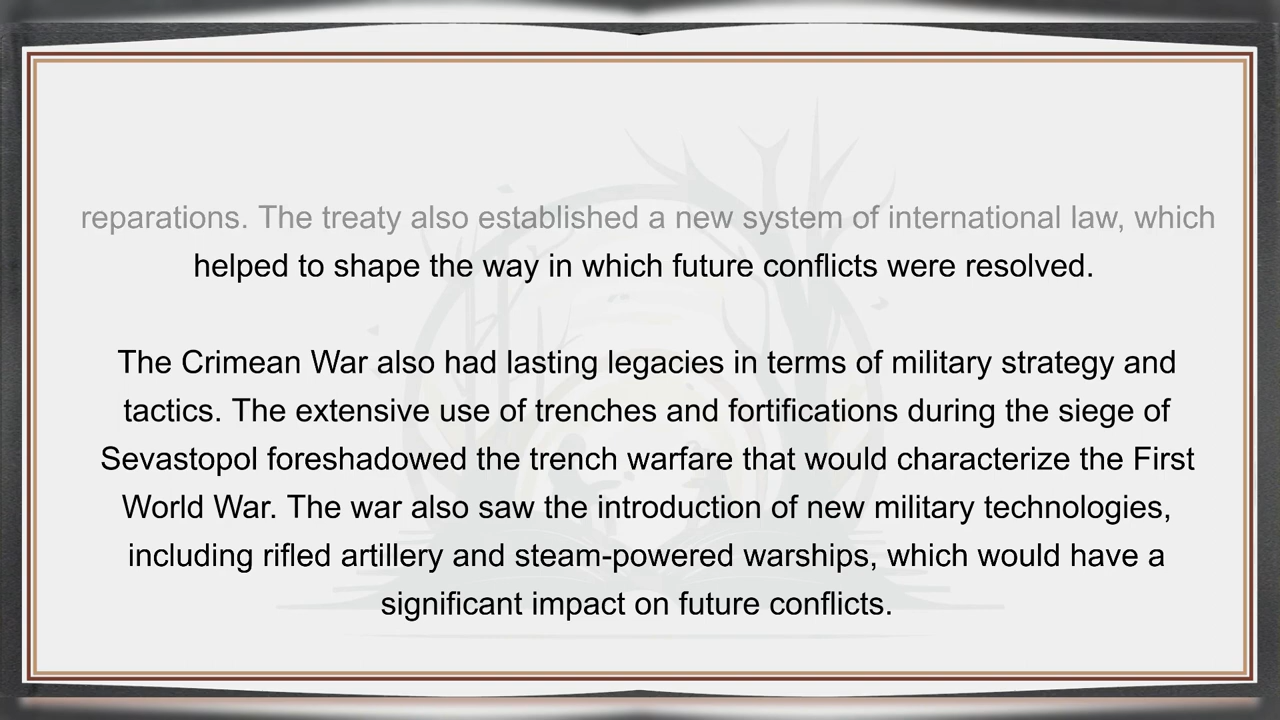 reparations. The treaty also established a new system of international law, which
helped to shape the way in which future conflicts were resolved.
The Crimean War also had lasting legacies in terms of military strategy and
tactics. The extensive use of trenches and fortifications during the siege of
Sevastopol foreshadowed the trench warfare that would characterize the First
World War. The war also saw the introduction of new military technologies,
including rifled artillery and steam-powered warships, which would have a
significant impact on future conflicts.